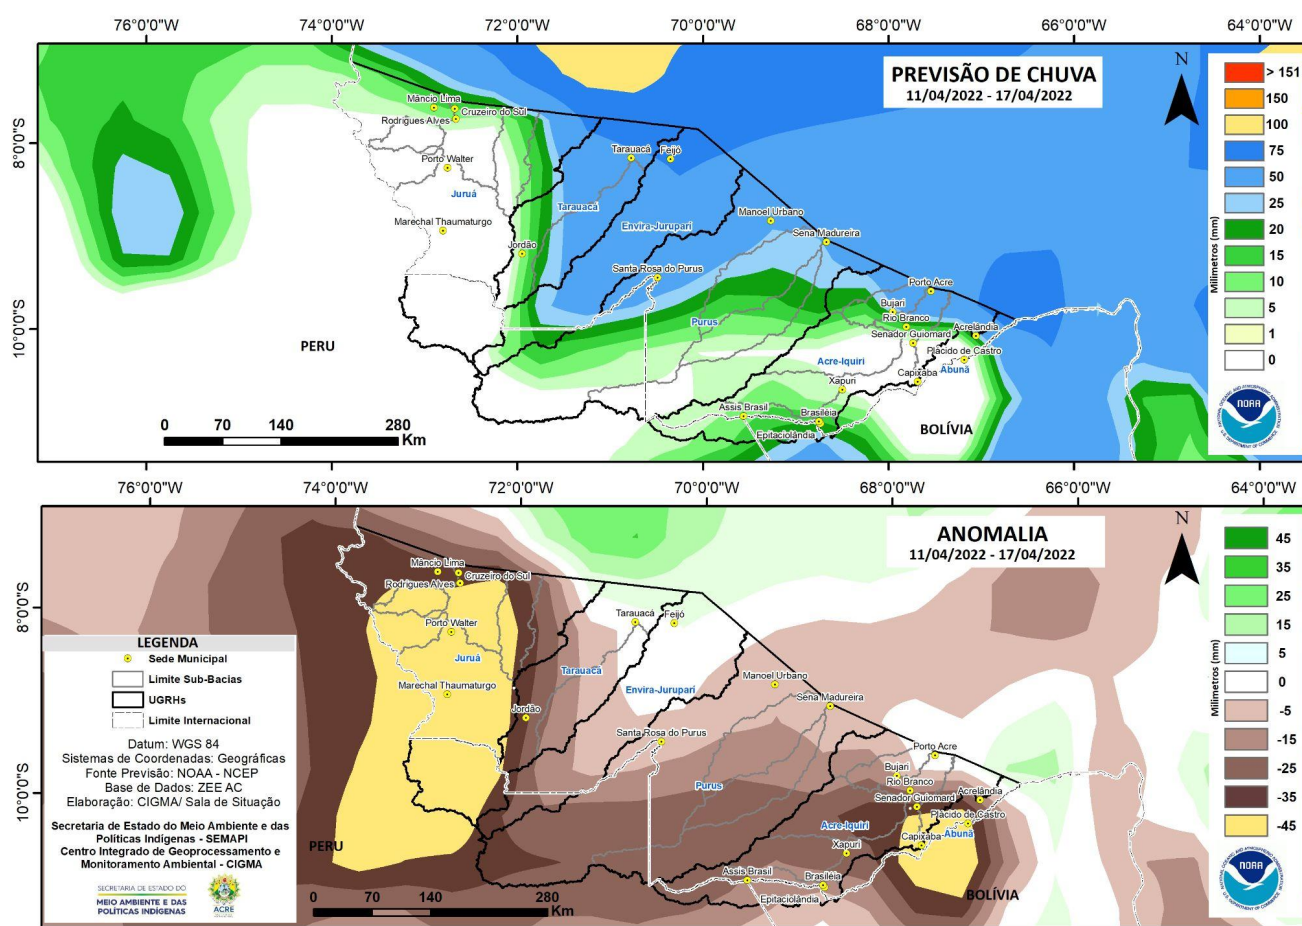 76°0'0"W
74°0'0"W
72°0'0"W
70°0'0"W
68°0'0"W
66°0'0"W
64°0'0"W
8°0'0"S
10°0'0"S
PREVISÃO DE CHUVA
11/04/2022 - 17/04/2022
N
Milímetros (mm)
> 151
150
100
75
50
25
20
15
10
5
1
0
NOAA
Mâncio Lima
Cruzeiro do Sul
Rodrigues Alves
Porto Walter
Juruá
Marechal Thaumaturgo
Jordão
Tarauacá
Feijó
Tarauacá
Envira-Jurupari
Santa Rosa do Purus
Manoel Urbano
Sena Madureira
Purus
Porto Acre
Bujari
Rio Branco
Senador Guiomard
Acrelândia
Plácido de Castro
Abunã
Acre-Iquiri
Capixaba
Xapuri
Assis Brasil
Brasiléia
Epitaciolândia
PERU
BOLÍVIA
0 70 140 280
Km
76°0'0"W
74°0'0"W
72°0'0"W
70°0'0"W
68°0'0"W
66°0'0"W
64°0'0"W
8°0'0"S
10°0'0"S
ANOMALIA
11/04/2022 - 17/04/2022
N
Milímetros (mm)
45
35
25
15
5
0
-5
-15
-25
-35
-45
NOAA
Mâncio Lima
Cruzeiro do Sul
Rodrigues Alves
Porto Walter
Juruá
Marechal Thaumaturgo
Jordão
Tarauacá
Feijó
Tarauacá
Envira-Jurupari
Santa Rosa do Purus
Manoel Urbano
Sena Madureira
Purus
Porto Acre
Bujari
Rio Branco
Senador Guiomard
Acrelândia
Plácido de Castro
Abunã
Acre-Iquiri
Capixaba
Xapuri
Assis Brasil
Brasiléia
Epitaciolândia
PERU
BOLÍVIA
0 70 140 280
Km
LEGENDA
Sede Municipal
Limite Sub-Bacias
UGRHs
Limite Internacional
Datum: WGS 84
Sistemas de Coordenadas: Geográficas
Fonte Previsão: NOAA - NCEP
Base de Dados: ZEE AC
Elaboração: CIGMA/ Sala de Situação
Secretaria de Estado do Meio Ambiente e das
Políticas Indígenas - SEMAPI
Centro Integrado de Geoprocessamento e
Monitoramento Ambiental - CIGMA
SECRETARIA DE ESTADO DO
MEIO AMBIENTE E DAS
POLÍTICAS INDÍGENAS
ACRE